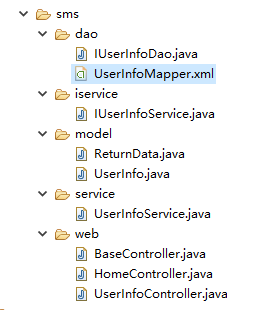 sms
dao
IUserInfoDao.java
UserInfoMapper.xml
iservice
IUserInfoService.java
model
ReturnData.java
UserInfo.java
service
UserInfoService.java
web
BaseController.java
HomeController.java
UserInfoController.java